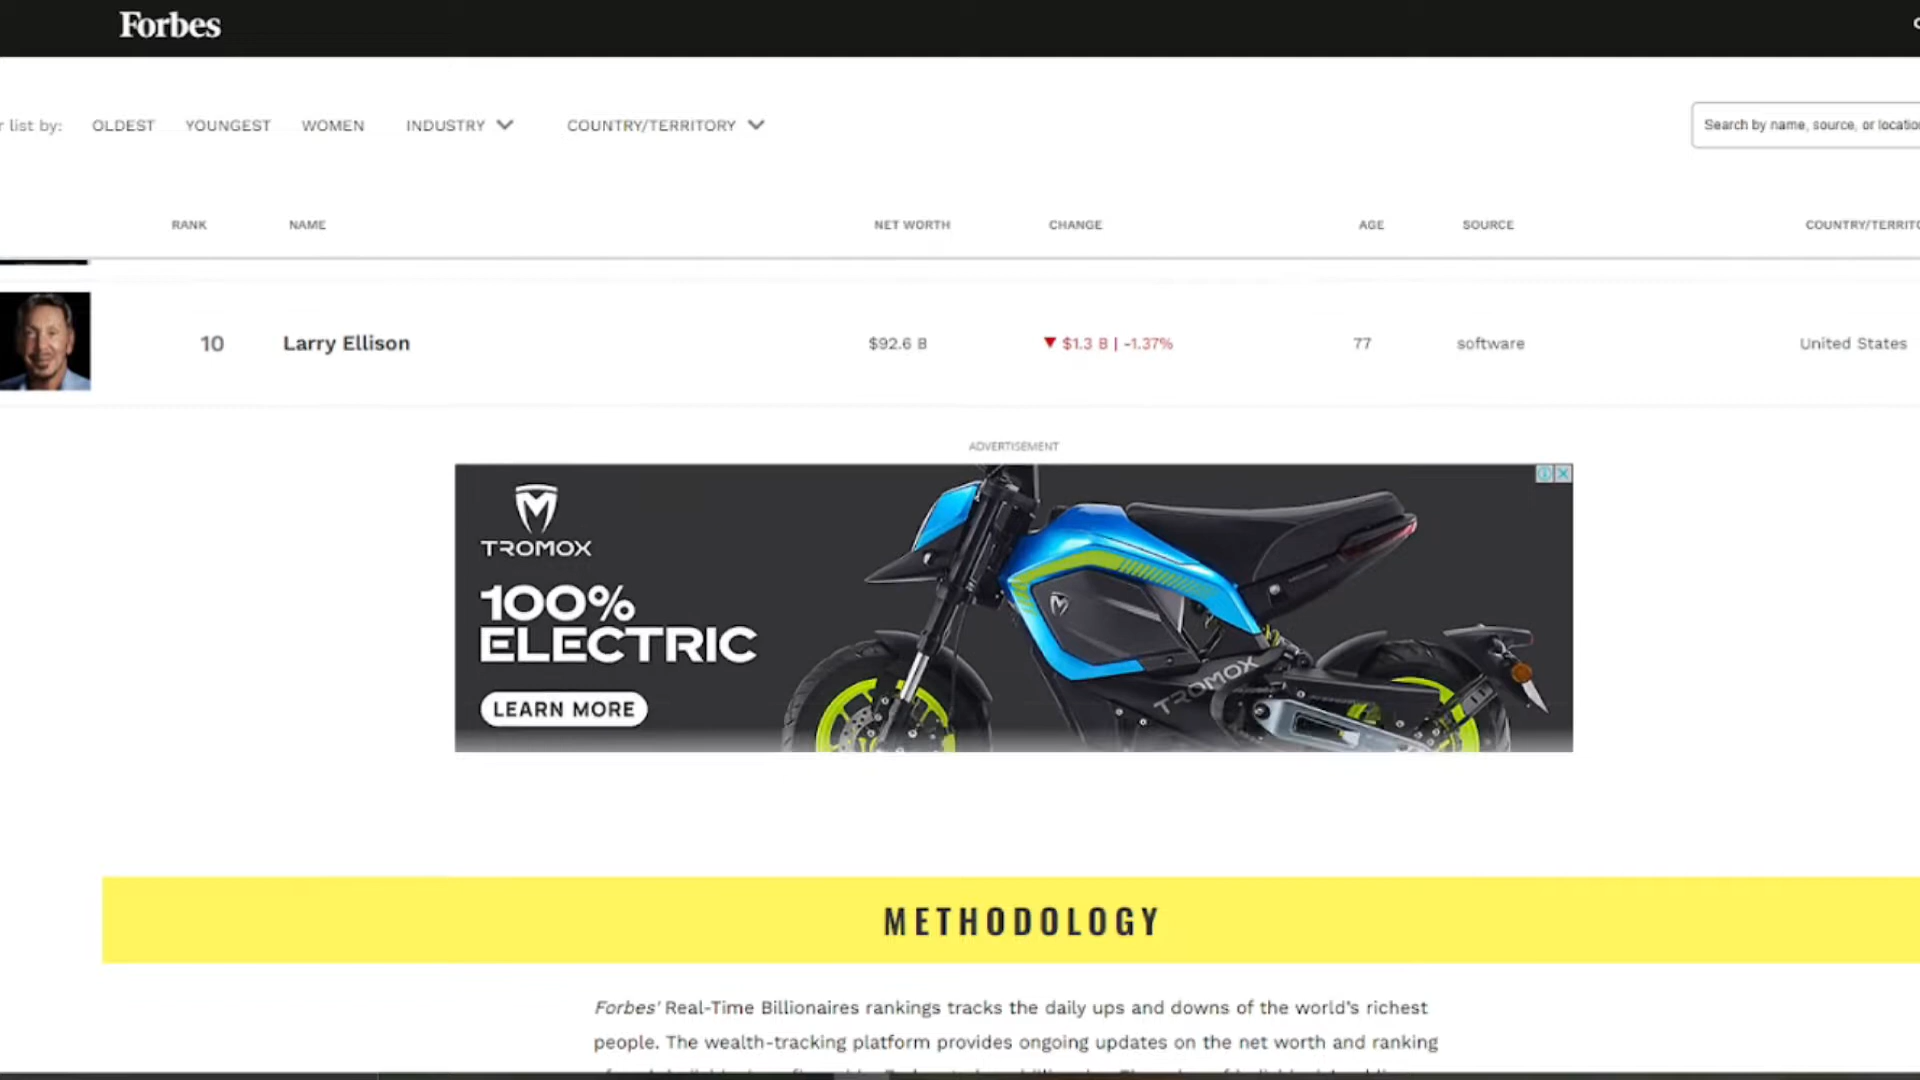 Forbes
r list by: OLDEST YOUNGEST WOMEN INDUSTRY COUNTRY/TERRITORY Search by name, source, or locatio
RANK NAME NET WORTH CHANGE AGE SOURCE COUNTRY/TERRITO
10 Larry Ellison $92.6 B ▼ $1.3 B | -1.37% 77 software United States
ADVERTISEMENT
TROMOX
100%
ELECTRIC
LEARN MORE
TROMOX
METHODOLOGY
Forbes' Real-Time Billionaires rankings tracks the daily ups and downs of the world's richest
people. The wealth-tracking platform provides ongoing updates on the net worth and ranking